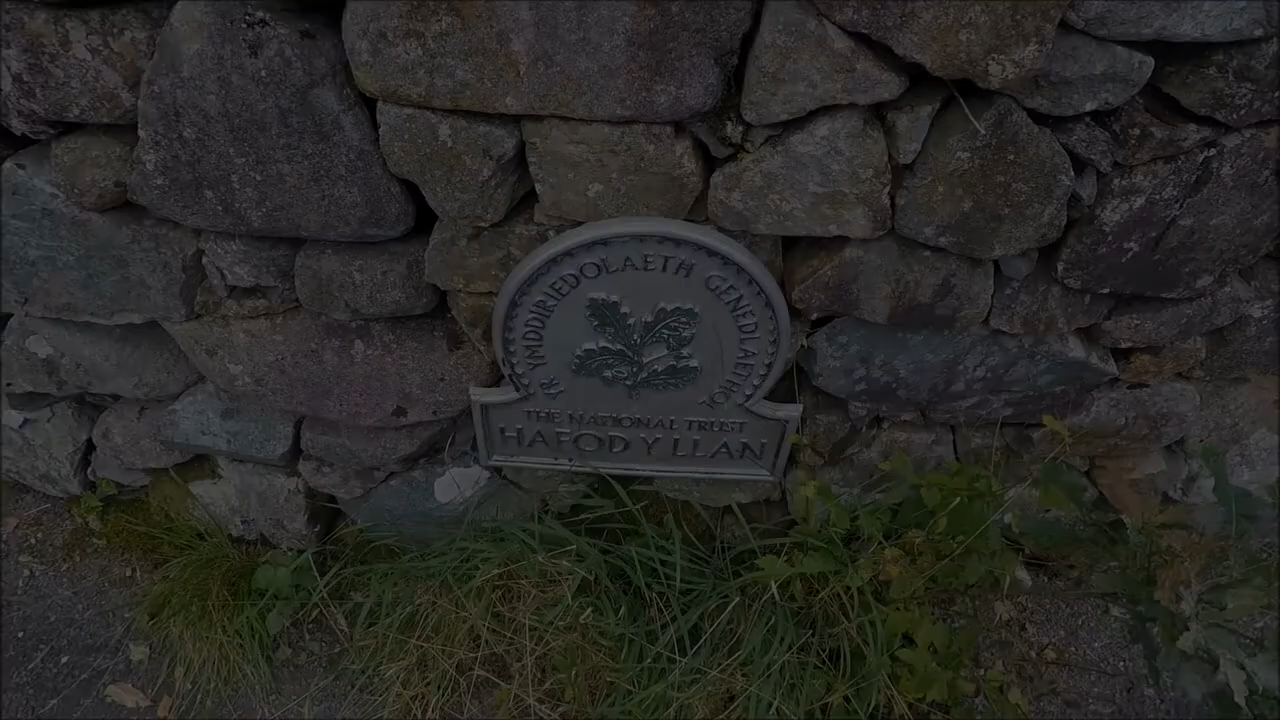 YR YMDDIRIEDOLAETH GENEDLAETHOL
THE NATIONAL TRUST
HAFOD Y LLAN